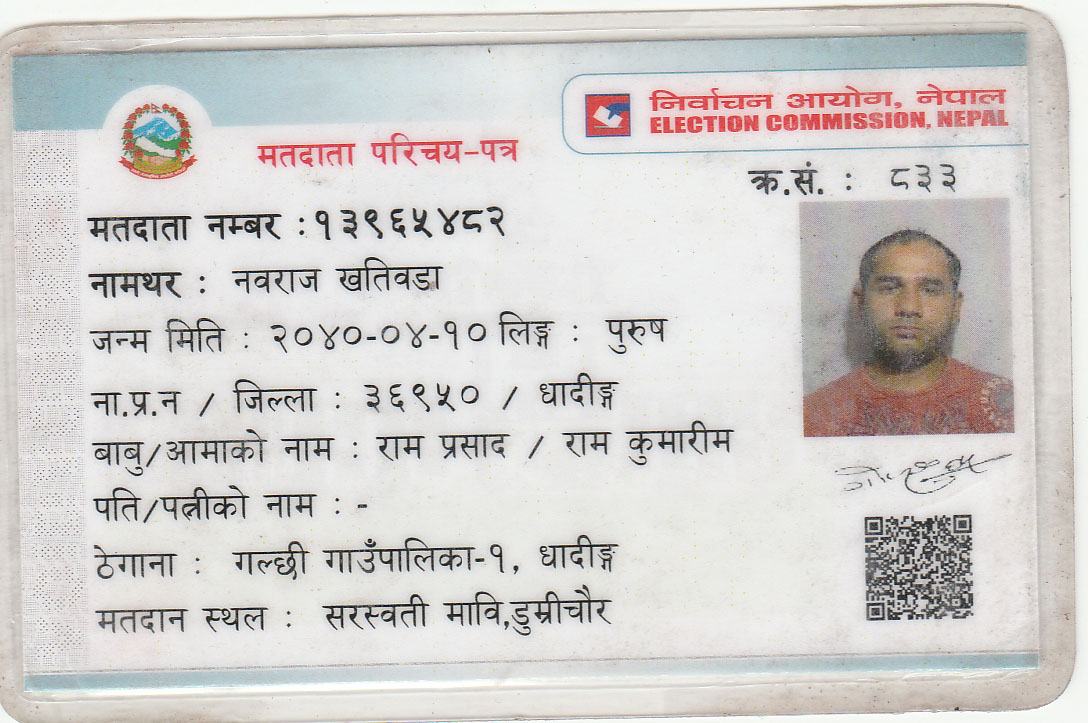 निर्वाचन आयोग, नेपाल
ELECTION COMMISSION, NEPAL
मतदाता परिचय-पत्र
क्र.सं. : ८३३
मतदाता नम्बर : १३९६५४८२
नामथर : नवराज खतिवडा
जन्म मिति : २०४०-०४-१० लिङ्ग : पुरुष
ना.प्र.न / जिल्ला : ३६९५० / धादीङ्ग
बाबु/आमाको नाम : राम प्रसाद / राम कुमारीम
पति/पत्नीको नाम : -
ठेगाना : गल्छी गाउँपालिका-१, धादीङ्ग
मतदान स्थल : सरस्वती मावि,डुम्रीचौर